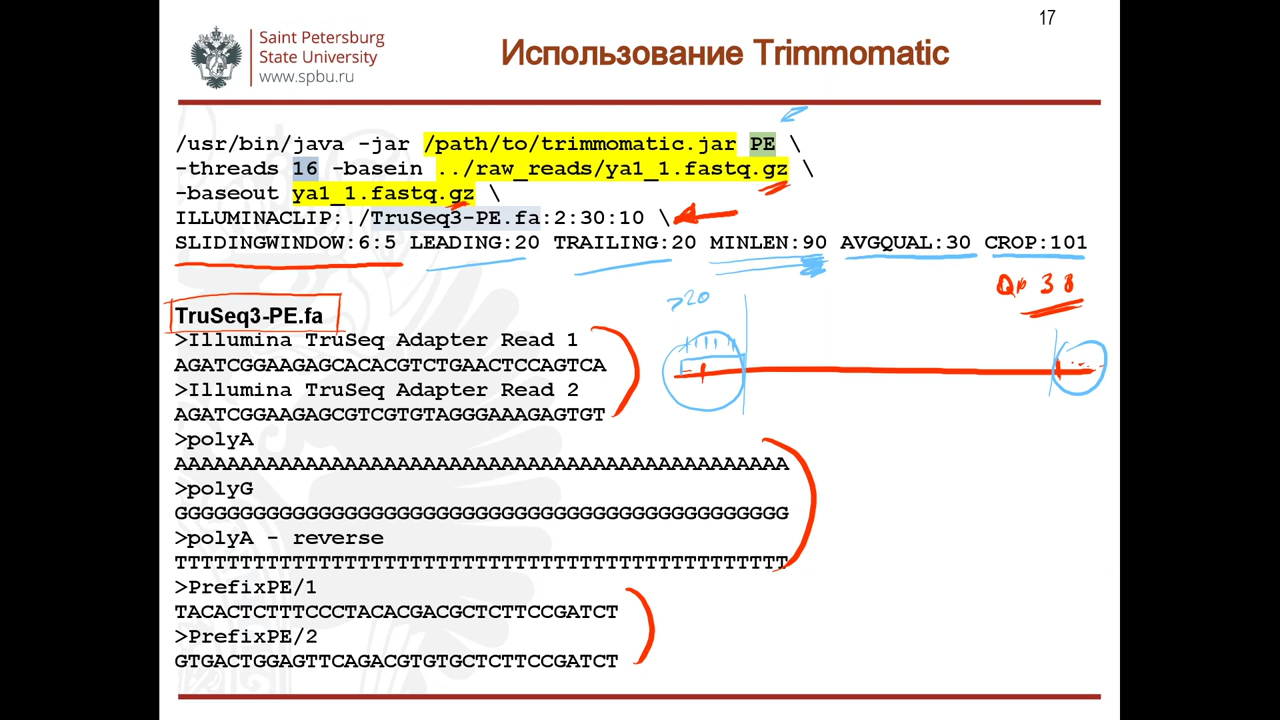 17
Saint Petersburg
State University
www.spbu.ru
Использование Trimmomatic
/usr/bin/java -jar /path/to/trimmomatic.jar PE \
-threads 16 -basein ../raw_reads/ya1_1.fastq.gz \
-baseout ya1_1.fastq.gz \
ILLUMINACLIP:./TruSeq3-PE.fa:2:30:10 \
SLIDINGWINDOW:6:5 LEADING:20 TRAILING:20 MINLEN:90 AVGQUAL:30 CROP:101
38
>20
TruSeq3-PE.fa
>Illumina TruSeq Adapter Read 1
AGATCGGAAGAGCACACGTCTGAACTCCAGTCA
>Illumina TruSeq Adapter Read 2
AGATCGGAAGAGCGTCGTGTAGGGAAAGAGTGT
>polyA
AAAAAAAAAAAAAAAAAAAAAAAAAAAAAAAAAAAAAAAAAAAAAAA
>polyG
GGGGGGGGGGGGGGGGGGGGGGGGGGGGGGGGGGGGGGGGGGGGGGG
>polyA - reverse
TTTTTTTTTTTTTTTTTTTTTTTTTTTTTTTTTTTTTTTTTTTTTTT
>PrefixPE/1
TACACTCTTTCCCTACACGACGCTCTTCCGATCT
>PrefixPE/2
GTGACTGGAGTTCAGACGTGTGCTCTTCCGATCT